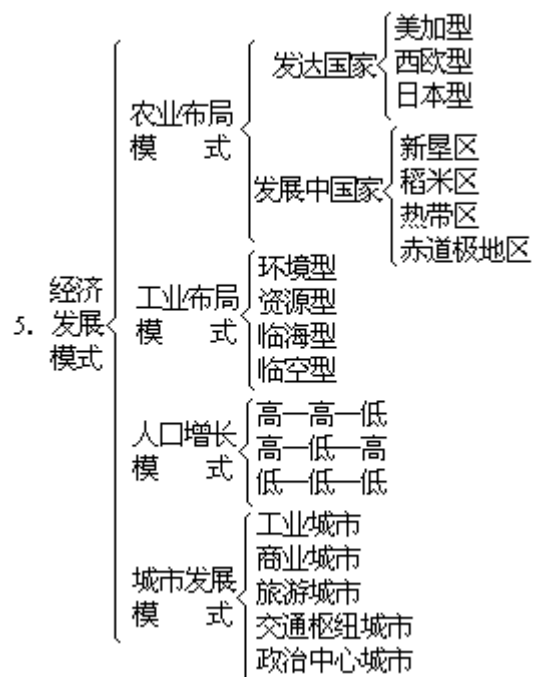 5. 经济
发展
模式
农业布局
模 式
发达国家
美加型
西欧型
日本型
发展中国家
新垦区
稻米区
热带区
赤道极地区
工业布局
模 式
环境型
资源型
临海型
临空型
人口增长
模 式
高—高—低
高—低—高
低—低—低
城市发展
模 式
工业城市
商业城市
旅游城市
交通枢纽城市
政治中心城市